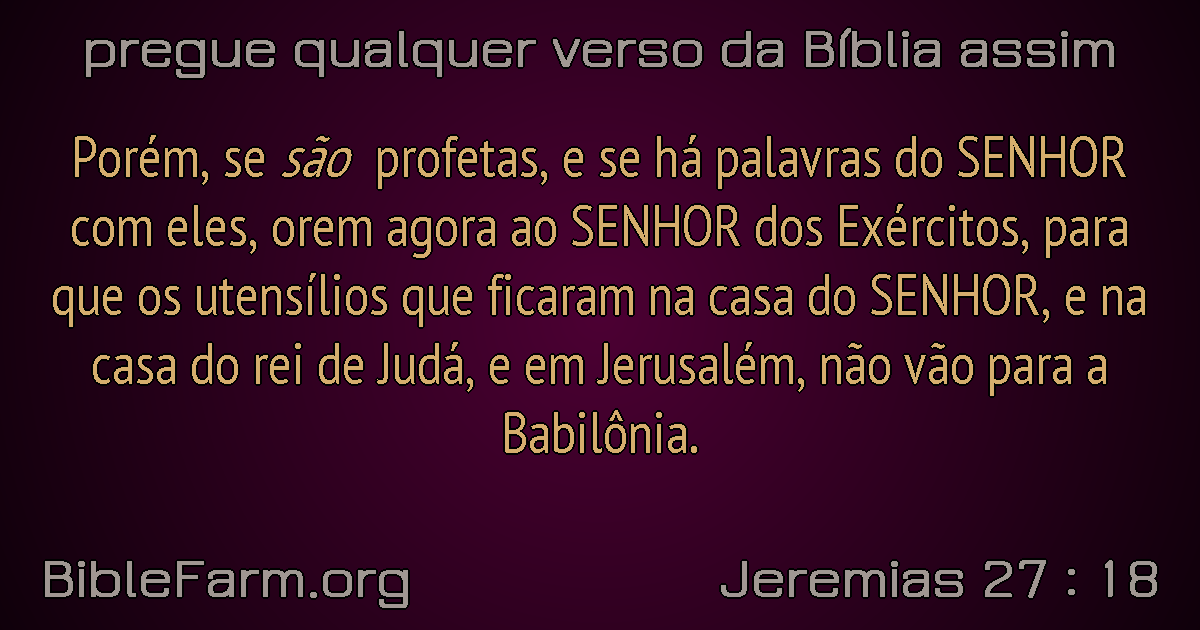 pregue qualquer verso da Bíblia assim
Porém, se são profetas, e se há palavras do SENHOR
com eles, orem agora ao SENHOR dos Exércitos, para
que os utensílios que ficaram na casa do SENHOR, e na
casa do rei de Judá, e em Jerusalém, não vão para a
Babilônia.
BibleFarm.org
Jeremias 27 : 18